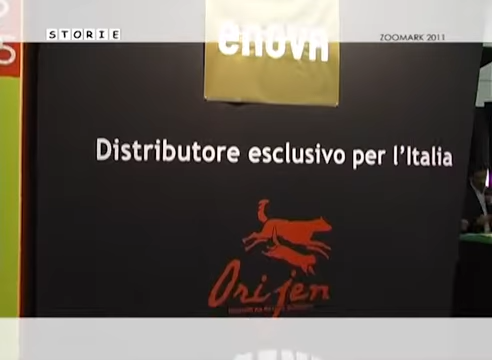 STORIE
ZOOMARK 2011
enova
Distributore esclusivo per l'Italia
Orijen